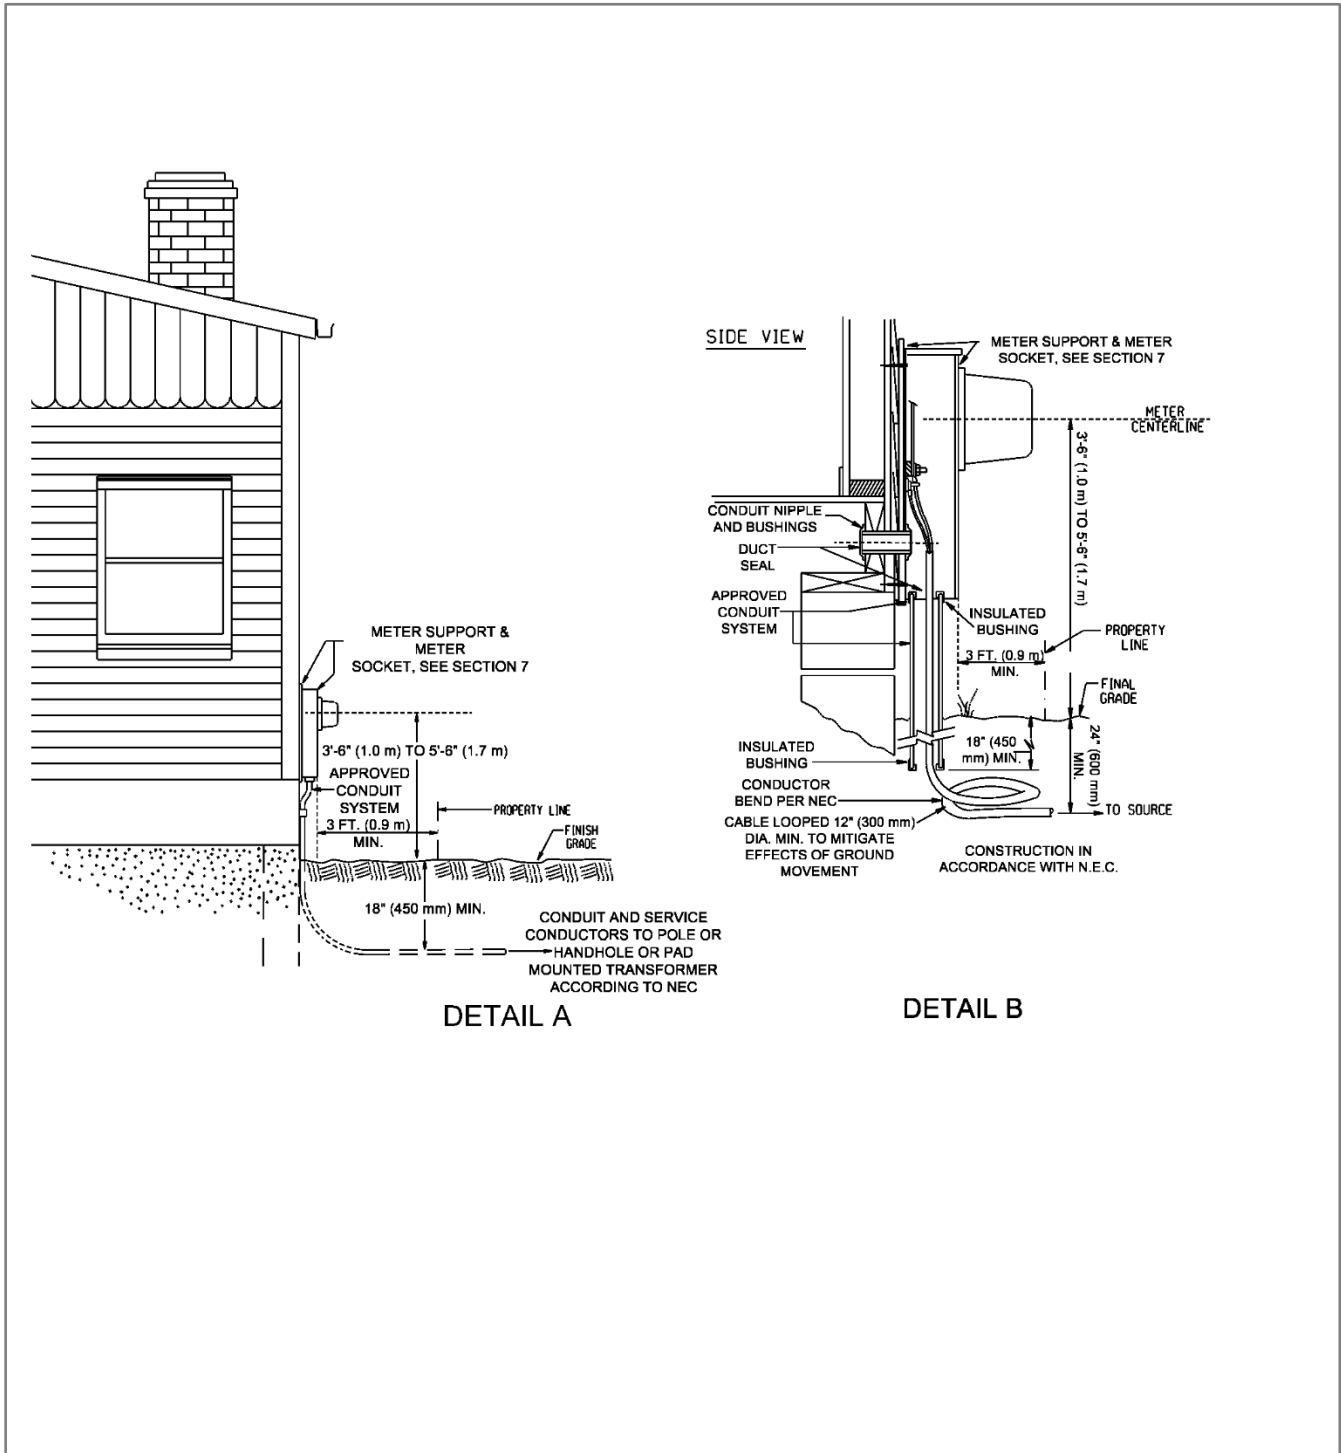 METER SUPPORT &
METER
SOCKET, SEE SECTION 7
3'-6" (1.0 m) TO 5'-6" (1.7 m)
APPROVED
CONDUIT
SYSTEM
3 FT. (0.9 m)
MIN.
PROPERTY LINE
FINISH
GRADE
18" (450 mm) MIN.
CONDUIT AND SERVICE
CONDUCTORS TO POLE OR
HANDHOLE OR PAD
MOUNTED TRANSFORMER
ACCORDING TO NEC
DETAIL A
SIDE VIEW
METER SUPPORT & METER
SOCKET, SEE SECTION 7
METER
CENTERLINE
3'-6" (1.0 m) TO 5'-6" (1.7 m)
CONDUIT NIPPLE
AND BUSHINGS
DUCT
SEAL
APPROVED
CONDUIT
SYSTEM
INSULATED
BUSHING
PROPERTY
LINE
3 FT. (0.9 m)
MIN.
FINAL
GRADE
18" (450
mm) MIN.
24" (600 mm)
MIN.
INSULATED
BUSHING
CONDUCTOR
BEND PER NEC
TO SOURCE
CABLE LOOPED 12" (300 mm)
DIA. MIN. TO MITIGATE
EFFECTS OF GROUND
MOVEMENT
CONSTRUCTION IN
ACCORDANCE WITH N.E.C.
DETAIL B